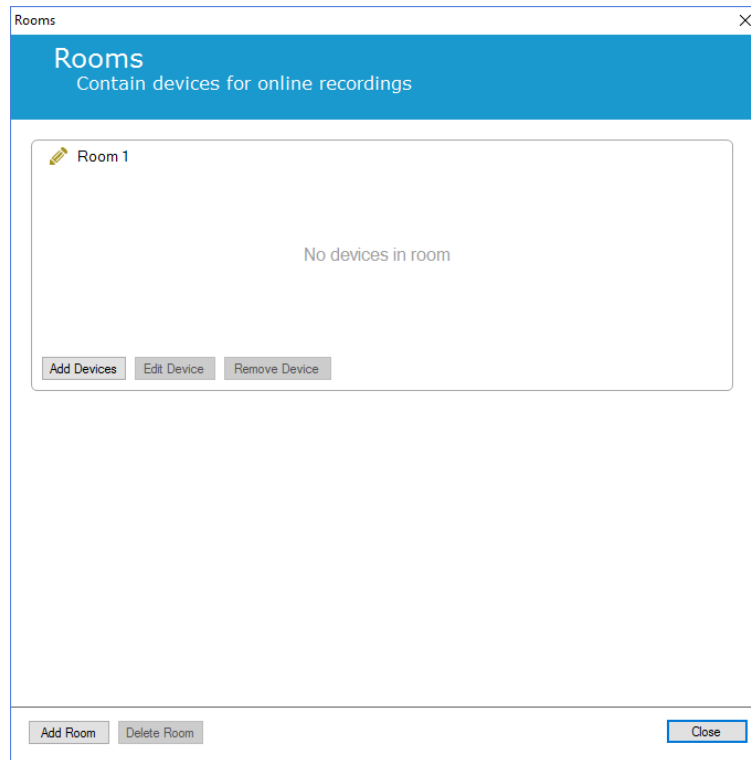 Rooms
Rooms
Contain devices for online recordings
Room 1
No devices in room
Add Devices Edit Device Remove Device
Add Room Delete Room Close